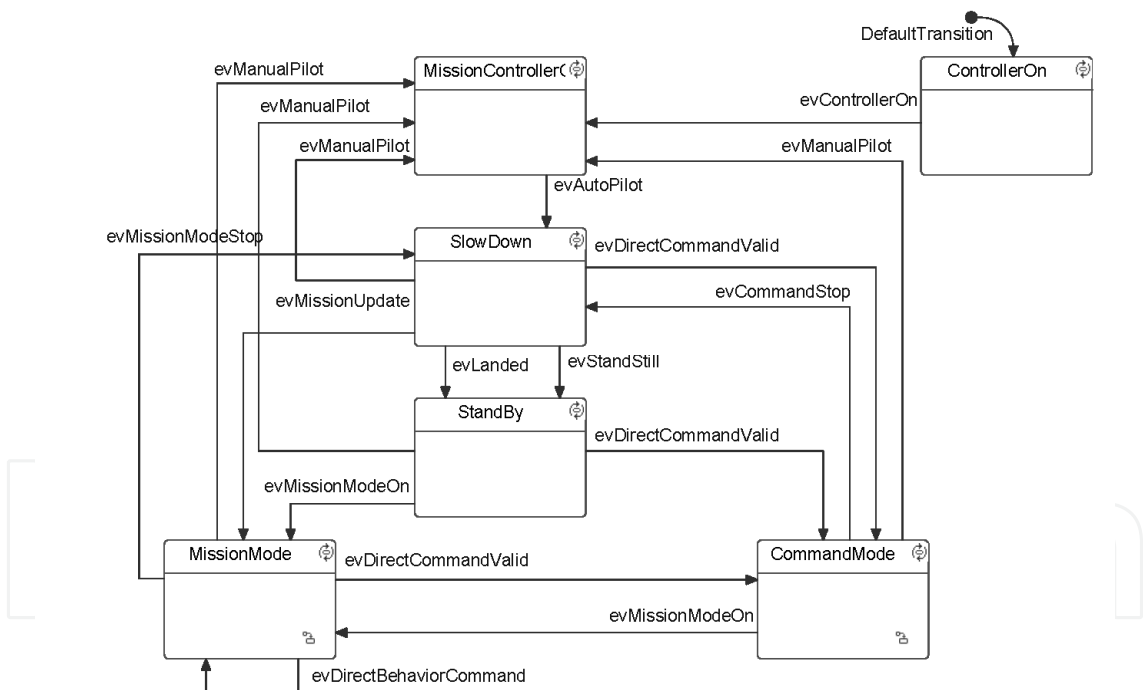 DefaultTransition
evManualPilot
MissionController
ControllerOn
evManualPilot
evControllerOn
evManualPilot
evManualPilot
evAutoPilot
evMissionModeStop
SlowDown
evDirectCommandValid
evMissionUpdate
evCommandStop
evLanded
evStandStill
StandBy
evDirectCommandValid
evMissionModeOn
MissionMode
evDirectCommandValid
CommandMode
evMissionModeOn
evDirectBehaviorCommand